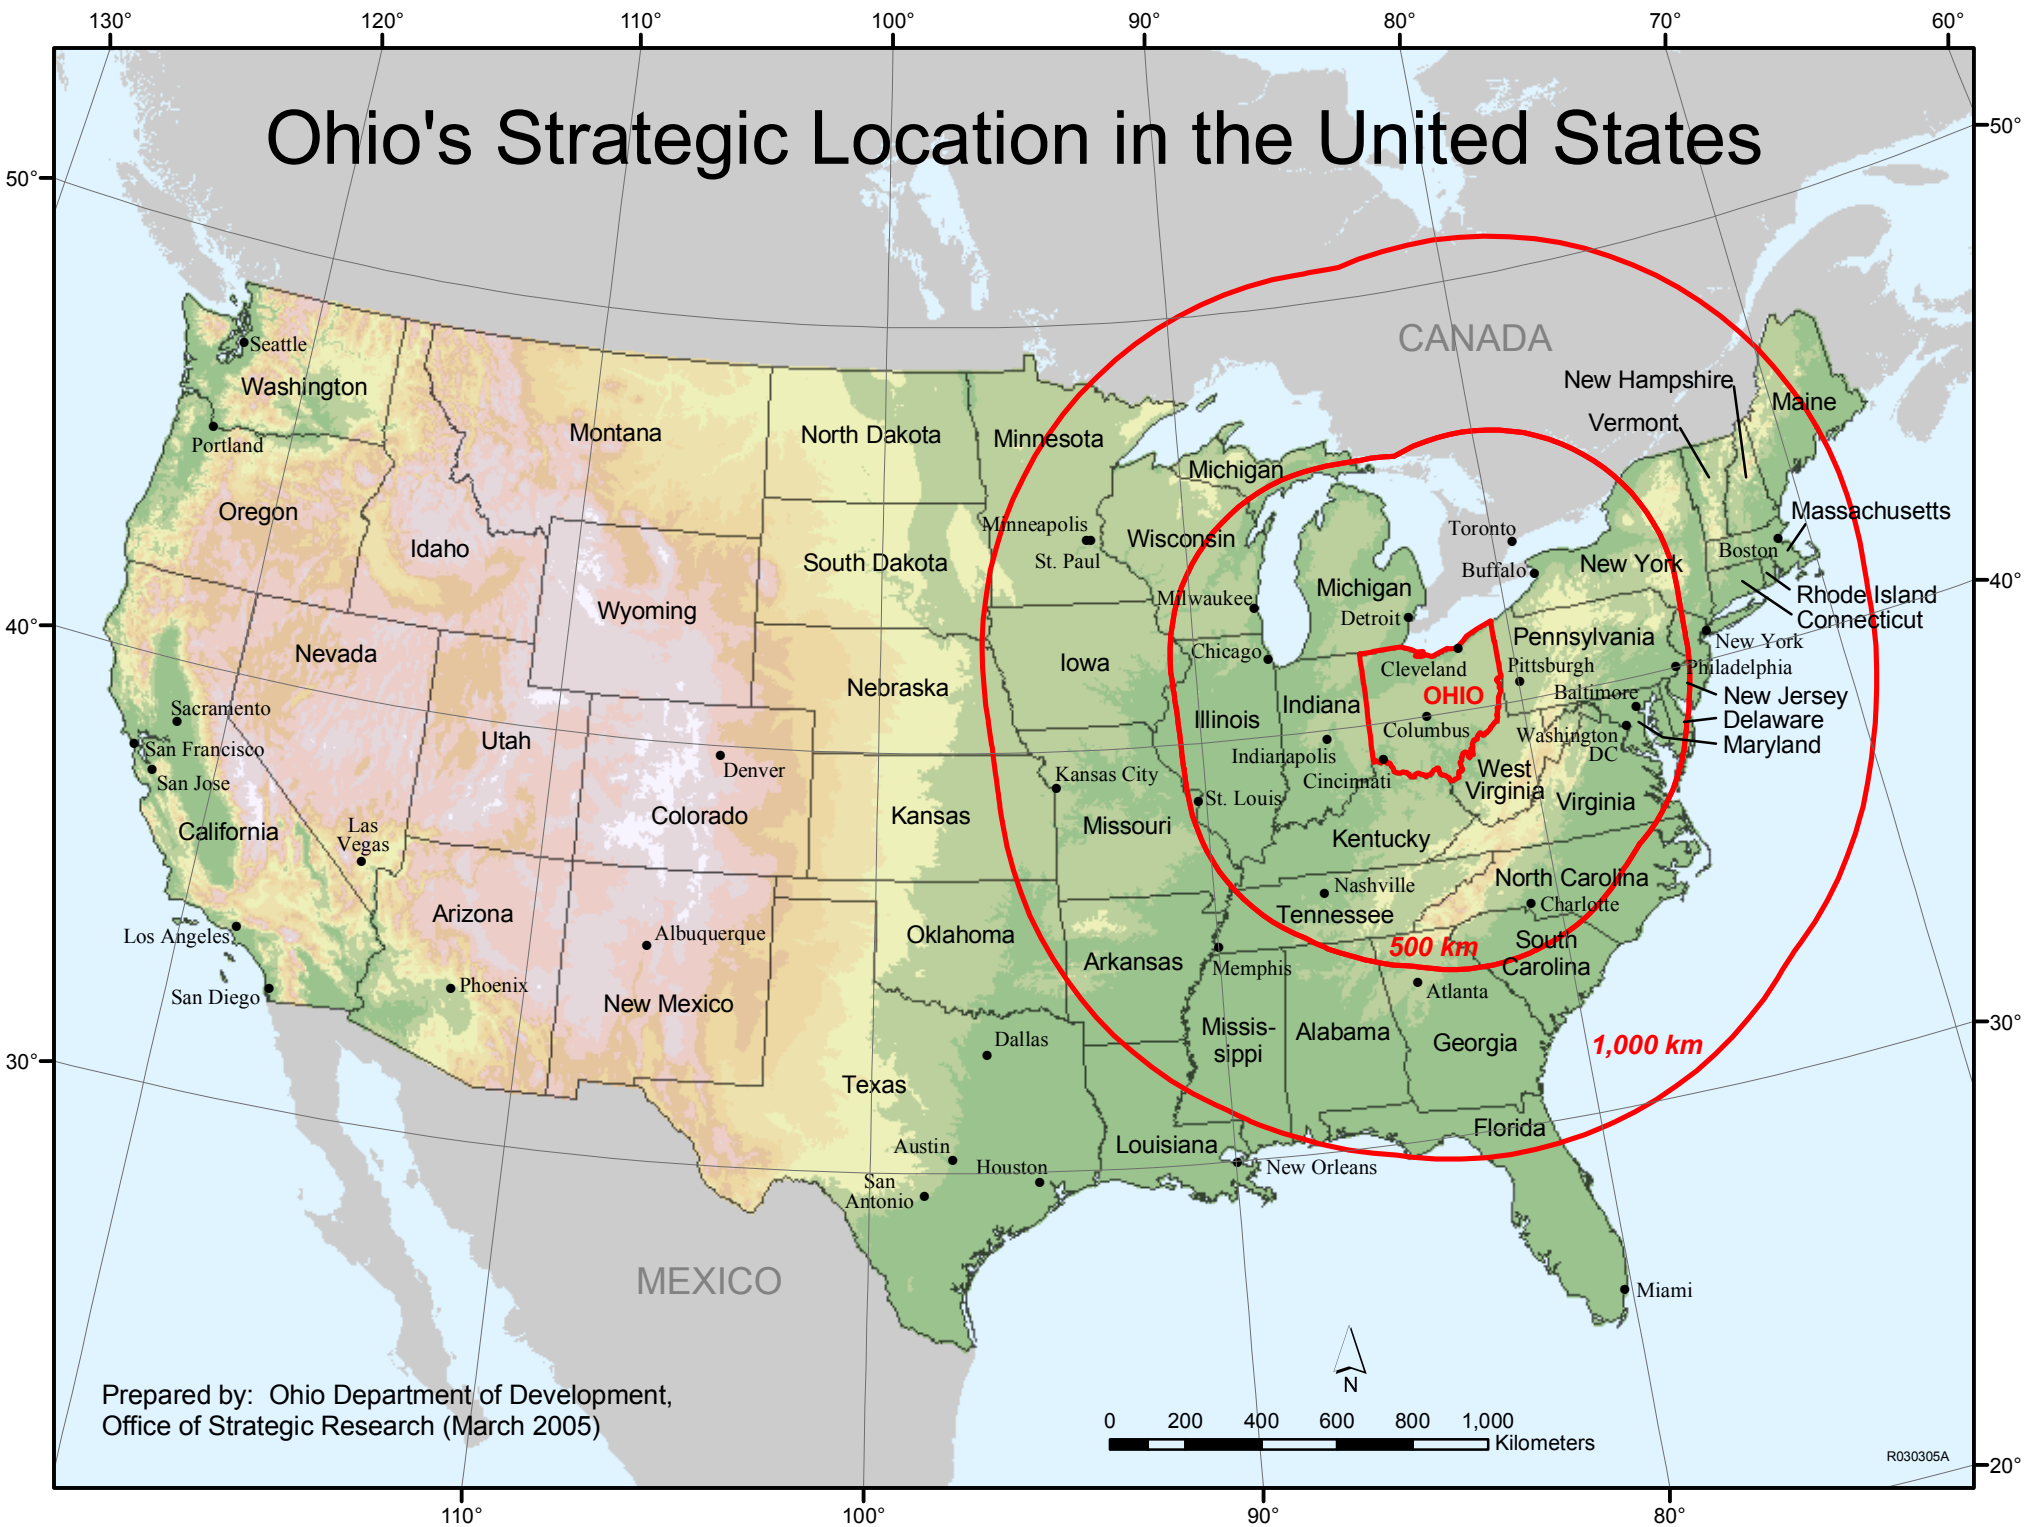 130°
120°
110°
100°
90°
80°
70°
60°
Ohio's Strategic Location in the United States
50°
50°
CANADA
Seattle
Washington
New Hampshire
Maine
Vermont
Portland
Montana
North Dakota
Minnesota
Michigan
Oregon
Idaho
Minneapolis
St. Paul
Wisconsin
Toronto
Massachusetts
Boston
South Dakota
Buffalo
New York
40°
Wyoming
Milwaukee
Michigan
Detroit
Rhode Island
Connecticut
40°
Nevada
Iowa
Chicago
Cleveland
Pennsylvania
Pittsburgh
New York
Philadelphia
Nebraska
Illinois
Indiana
OHIO
Columbus
Baltimore
New Jersey
Delaware
Maryland
Sacramento
San Francisco
San Jose
Utah
Denver
Colorado
Indianapolis
Cincinnati
Washington
DC
West
Virginia
Virginia
Kansas City
St. Louis
California
Las
Vegas
Kansas
Missouri
Kentucky
Nashville
Tennessee
North Carolina
Charlotte
Los Angeles
Arizona
Albuquerque
Oklahoma
Arkansas
Memphis
500 km
South
Carolina
San Diego
Phoenix
New Mexico
Atlanta
30°
30°
Dallas
Missis-
sippi
Alabama
Georgia
1,000 km
Texas
Austin
Houston
San
Antonio
Louisiana
New Orleans
Florida
MEXICO
Miami
N
Prepared by:  Ohio Department of Development,
Office of Strategic Research (March 2005)
0 200 400 600 800 1,000
Kilometers
R030305A
20°
110°
100°
90°
80°